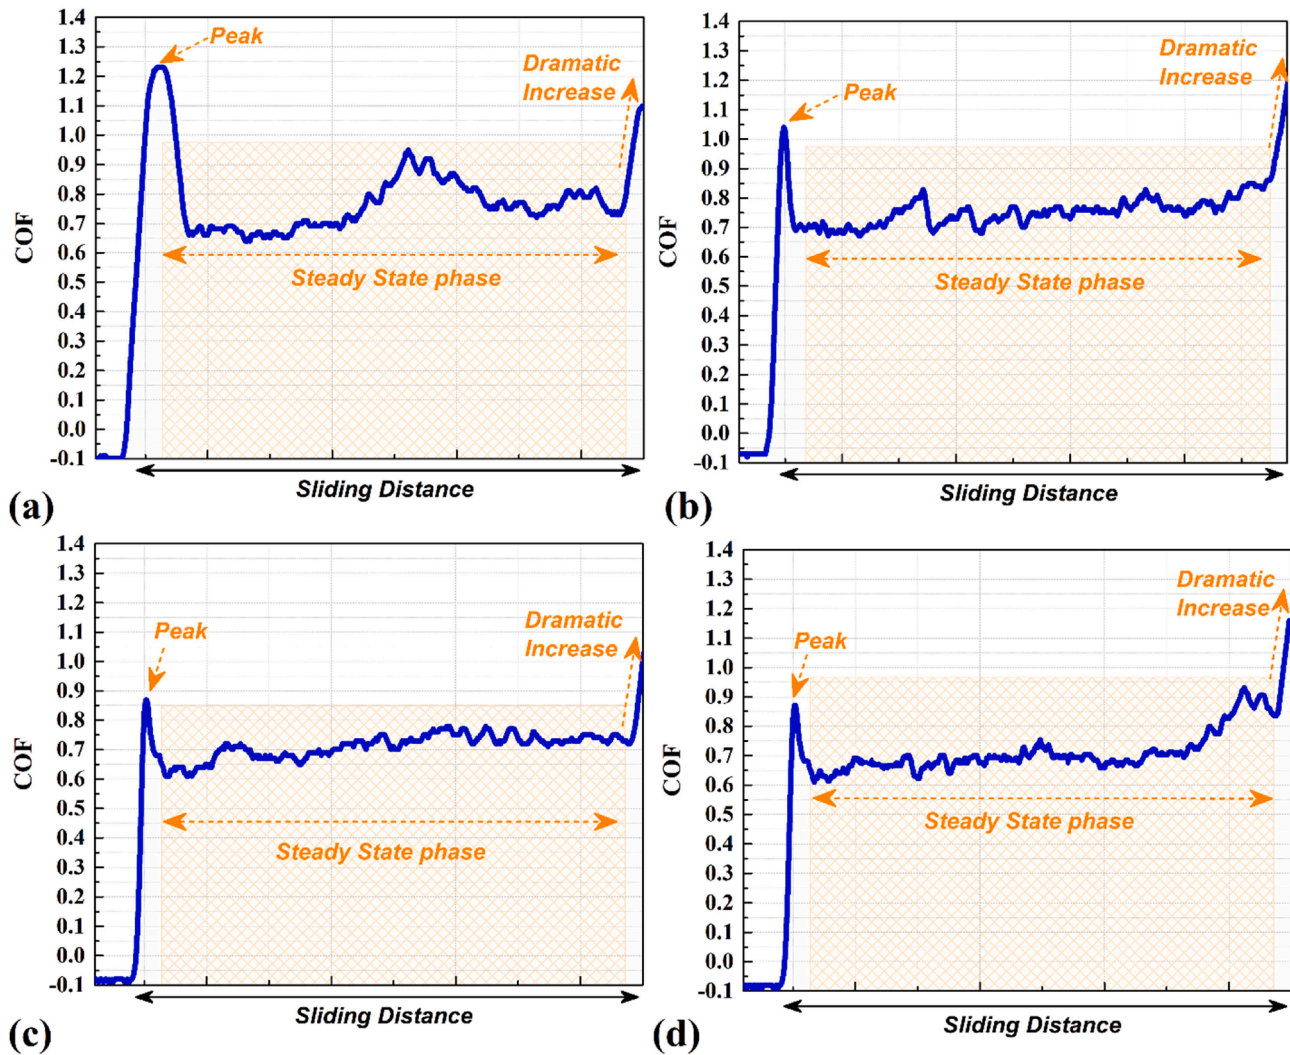 1.4
1.3
1.2
1.1
1.0
0.9
0.8
0.7
0.6
0.5
0.4
0.3
0.2
0.1
0.0
-0.1
COF
Peak
Dramatic
Increase
Steady State phase
Sliding Distance
(a)
1.4
1.3
1.2
1.1
1.0
0.9
0.8
0.7
0.6
0.5
0.4
0.3
0.2
0.1
0.0
-0.1
COF
Dramatic
Increase
Peak
Steady State phase
Sliding Distance
(b)
1.4
1.3
1.2
1.1
1.0
0.9
0.8
0.7
0.6
0.5
0.4
0.3
0.2
0.1
0.0
-0.1
COF
Peak
Dramatic
Increase
Steady State phase
Sliding Distance
(c)
1.4
1.3
1.2
1.1
1.0
0.9
0.8
0.7
0.6
0.5
0.4
0.3
0.2
0.1
0.0
-0.1
COF
Dramatic
Increase
Peak
Steady State phase
Sliding Distance
(d)